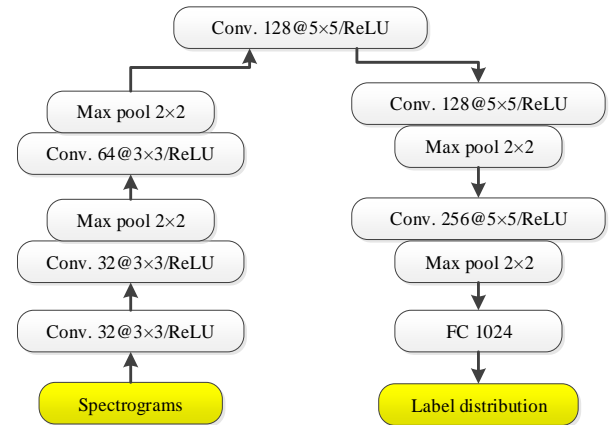 Conv. 128@5×5/ReLU
Max pool 2×2
Conv. 64@3×3/ReLU
Max pool 2×2
Conv. 32@3×3/ReLU
Conv. 32@3×3/ReLU
Spectrograms
Conv. 128@5×5/ReLU
Max pool 2×2
Conv. 256@5×5/ReLU
Max pool 2×2
FC 1024
Label distribution